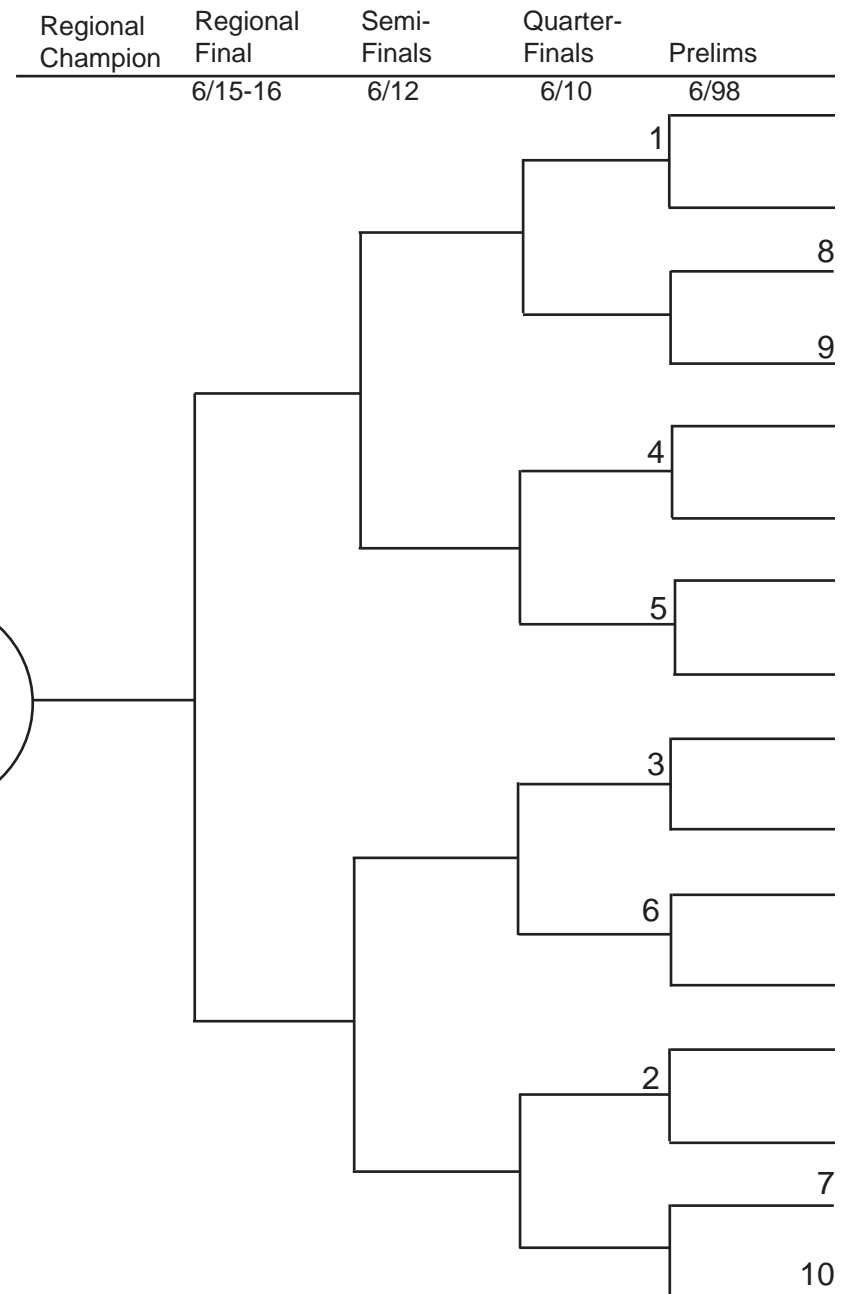 Regional Champion
Regional Final
Semi-Finals
Quarter-Finals
Prelims
6/15-16
6/12
6/10
6/98
1
8
9
4
5
3
6
2
7
10